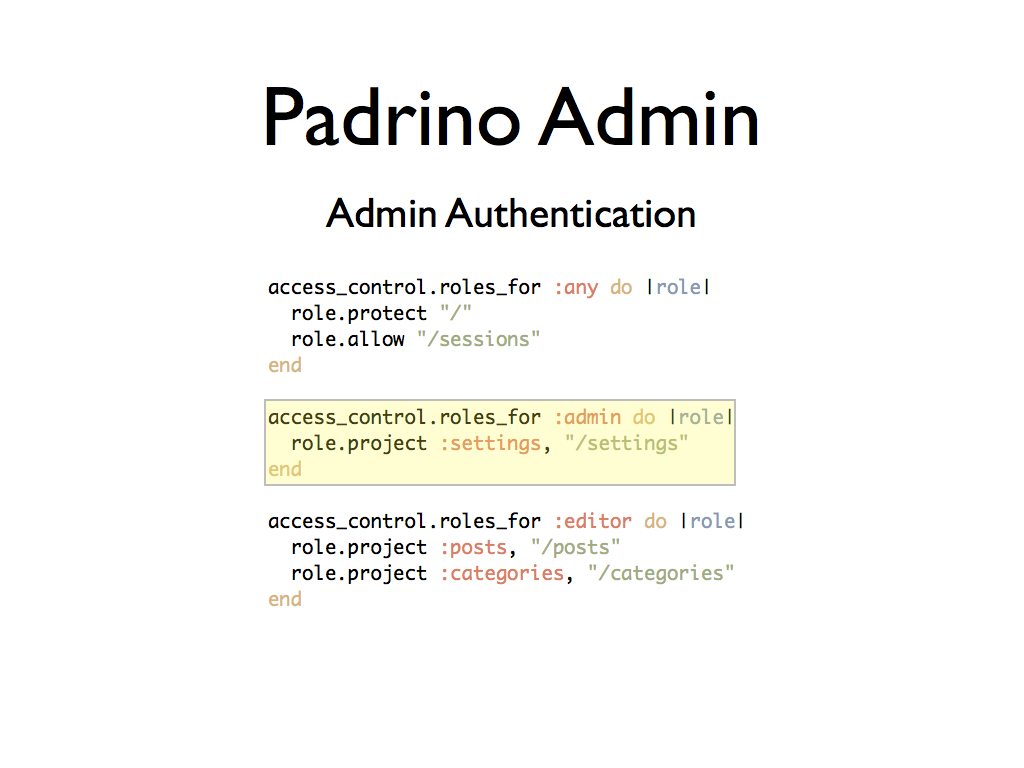 Padrino Admin
Admin Authentication
access_control.roles_for :any do |role|
  role.protect "/"
  role.allow "/sessions"
end
access_control.roles_for :admin do |role|
  role.project :settings, "/settings"
end
access_control.roles_for :editor do |role|
  role.project :posts, "/posts"
  role.project :categories, "/categories"
end